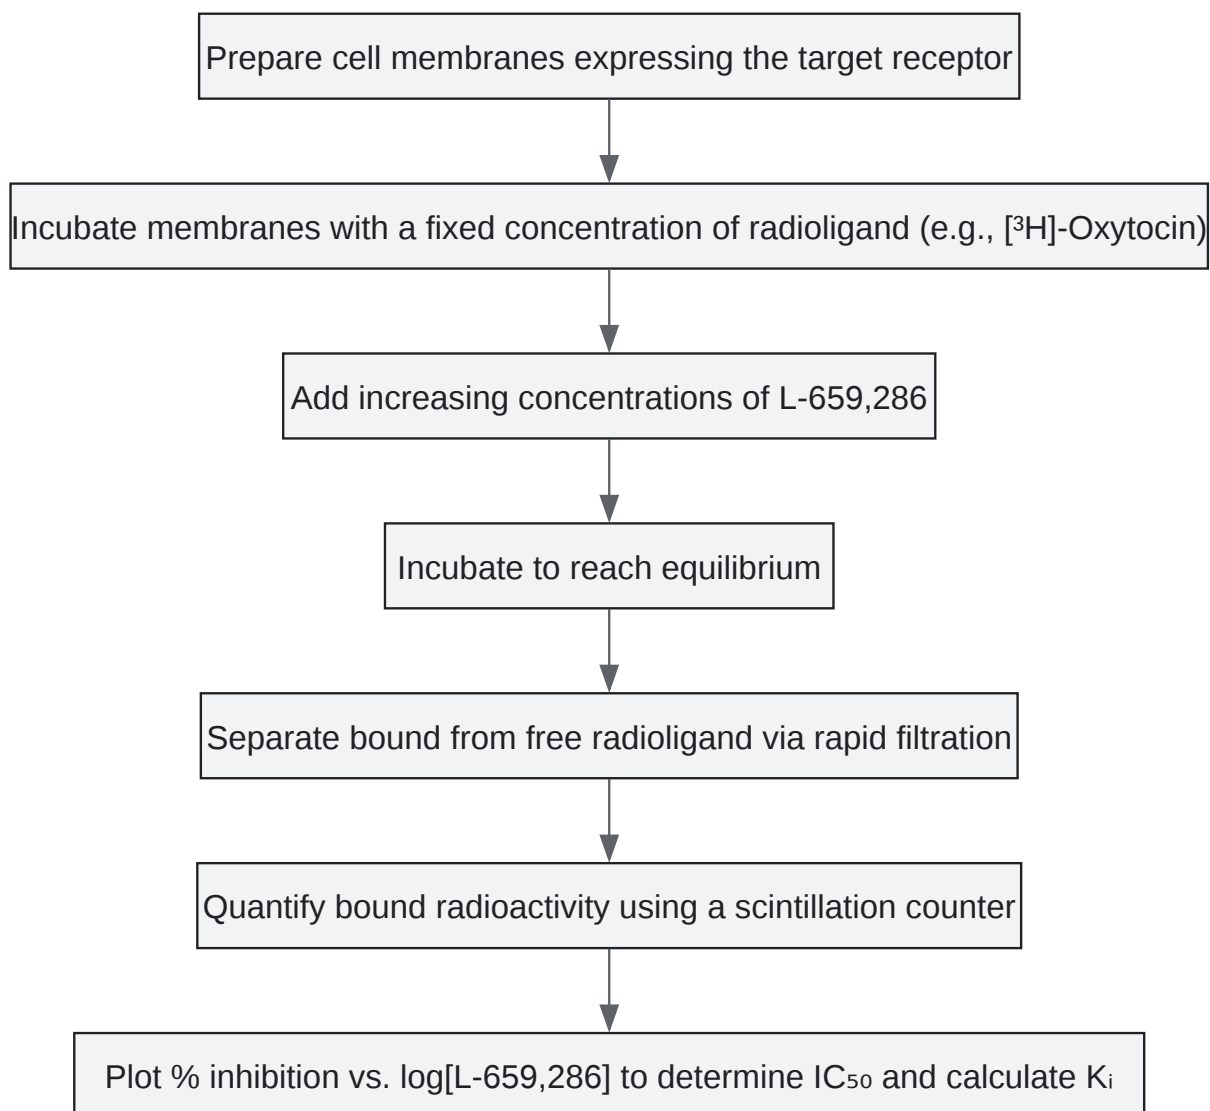 Prepare cell membranes expressing the target receptor
Incubate membranes with a fixed concentration of radioligand (e.g., [³H]-Oxytocin)
Add increasing concentrations of L-659,286
Incubate to reach equilibrium
Separate bound from free radioligand via rapid filtration
Quantify bound radioactivity using a scintillation counter
Plot % inhibition vs. log[L-659,286] to determine IC₅₀ and calculate Kᵢ